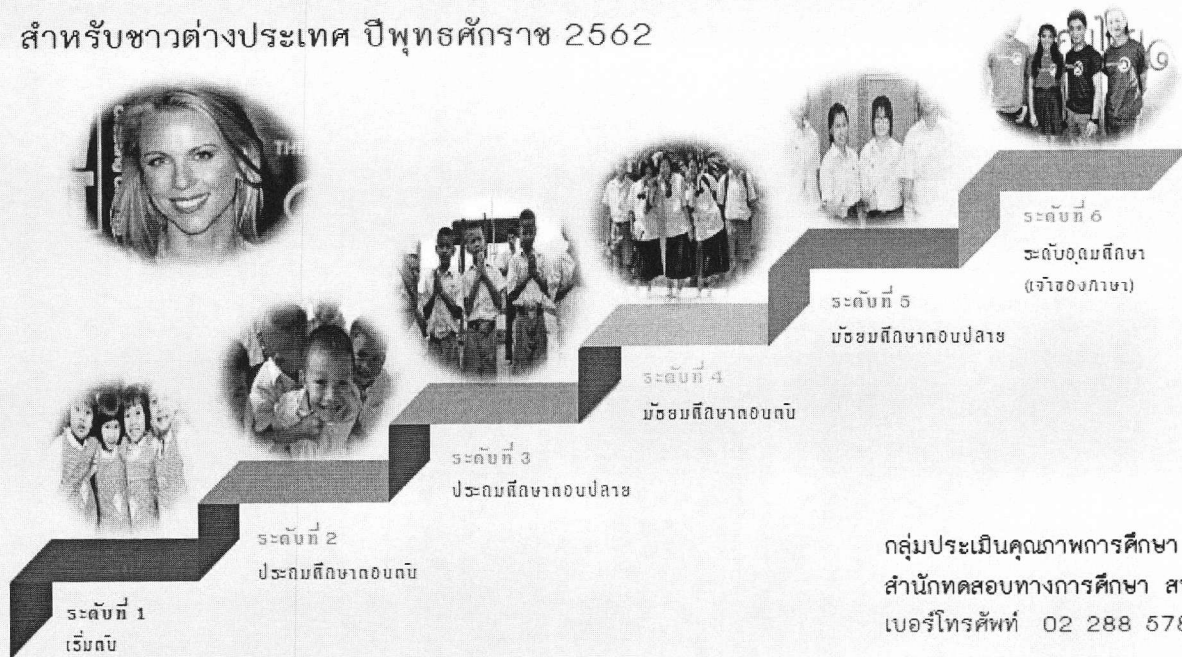 สำหรับชาวต่างประเทศ ปีพุทธศักราช 2562
ระดับที่ 6
ระดับอุดมศึกษา
(เจ้าของภาษา)
ระดับที่ 5
มัธยมศึกษาตอนปลาย
ระดับที่ 4
มัธยมศึกษาตอนต้น
ระดับที่ 3
ประถมศึกษาตอนปลาย
ระดับที่ 2
ประถมศึกษาตอนต้น
ระดับที่ 1
เริ่มต้น
กลุ่มประเมินคุณภาพการศึกษา
สำนักทดสอบทางการศึกษา
เบอร์โทรศัพท์ 02 288 578